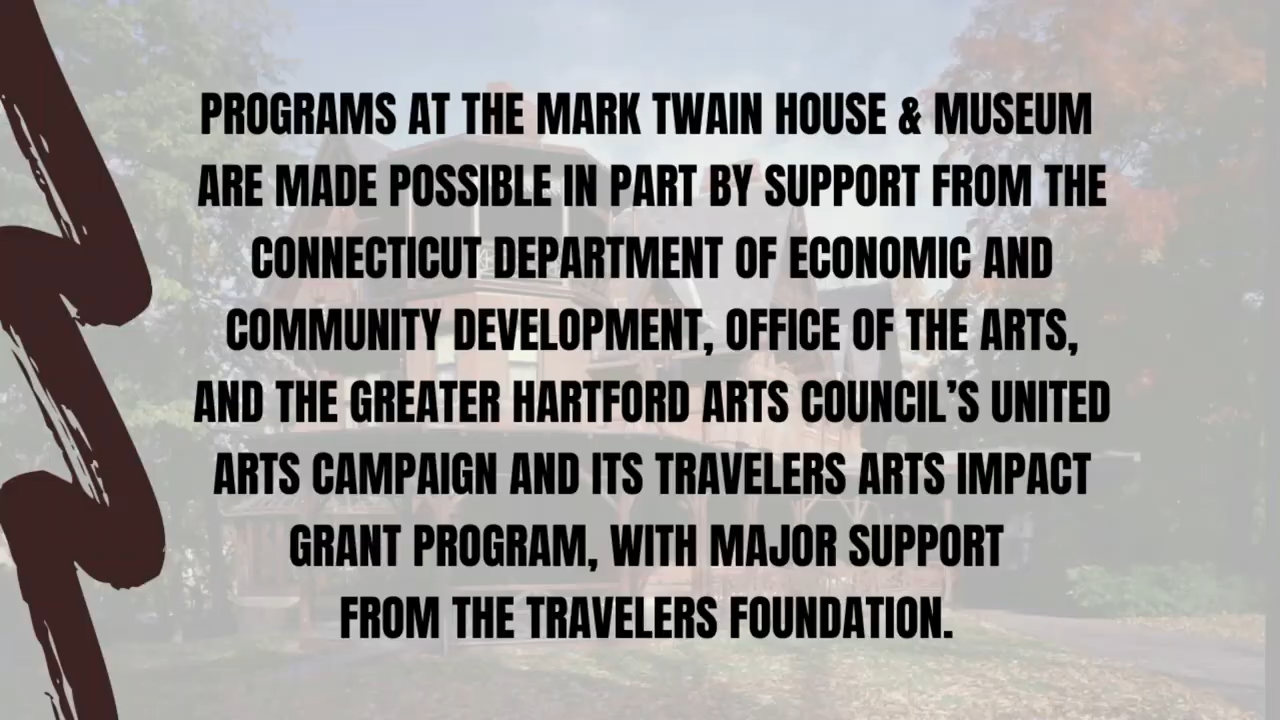 PROGRAMS AT THE MARK TWAIN HOUSE & MUSEUM
ARE MADE POSSIBLE IN PART BY SUPPORT FROM THE
CONNECTICUT DEPARTMENT OF ECONOMIC AND
COMMUNITY DEVELOPMENT, OFFICE OF THE ARTS,
AND THE GREATER HARTFORD ARTS COUNCIL’S UNITED
ARTS CAMPAIGN AND ITS TRAVELERS ARTS IMPACT
GRANT PROGRAM, WITH MAJOR SUPPORT
FROM THE TRAVELERS FOUNDATION.